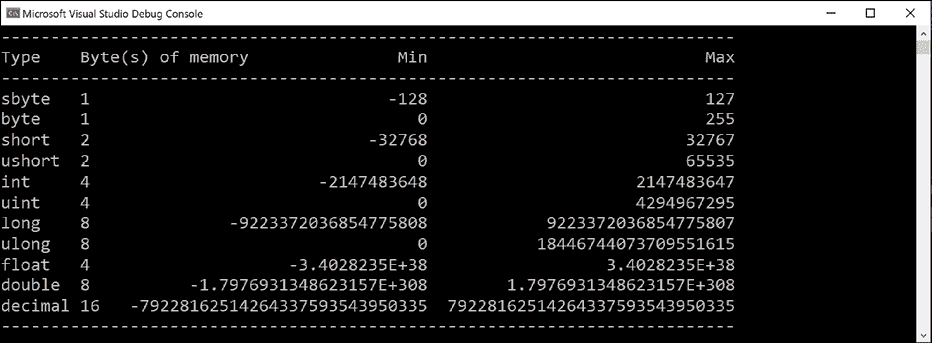 Microsoft Visual Studio Debug Console
--------------------------------------------------------------------------
Type    Byte(s) of memory               Min                            Max
--------------------------------------------------------------------------
sbyte   1                              -128                            127
byte    1                                 0                            255
short   2                            -32768                          32767
ushort  2                                 0                          65535
int     4                       -2147483648                     2147483647
uint    4                                 0                     4294967295
long    8              -9223372036854775808            9223372036854775807
ulong   8                                 0           18446744073709551615
float   4                    -3.4028235E+38                  3.4028235E+38
double  8          -1.7976931348623157E+308        1.7976931348623157E+308
decimal 16   -79228162514264337593543950335  79228162514264337593543950335
--------------------------------------------------------------------------